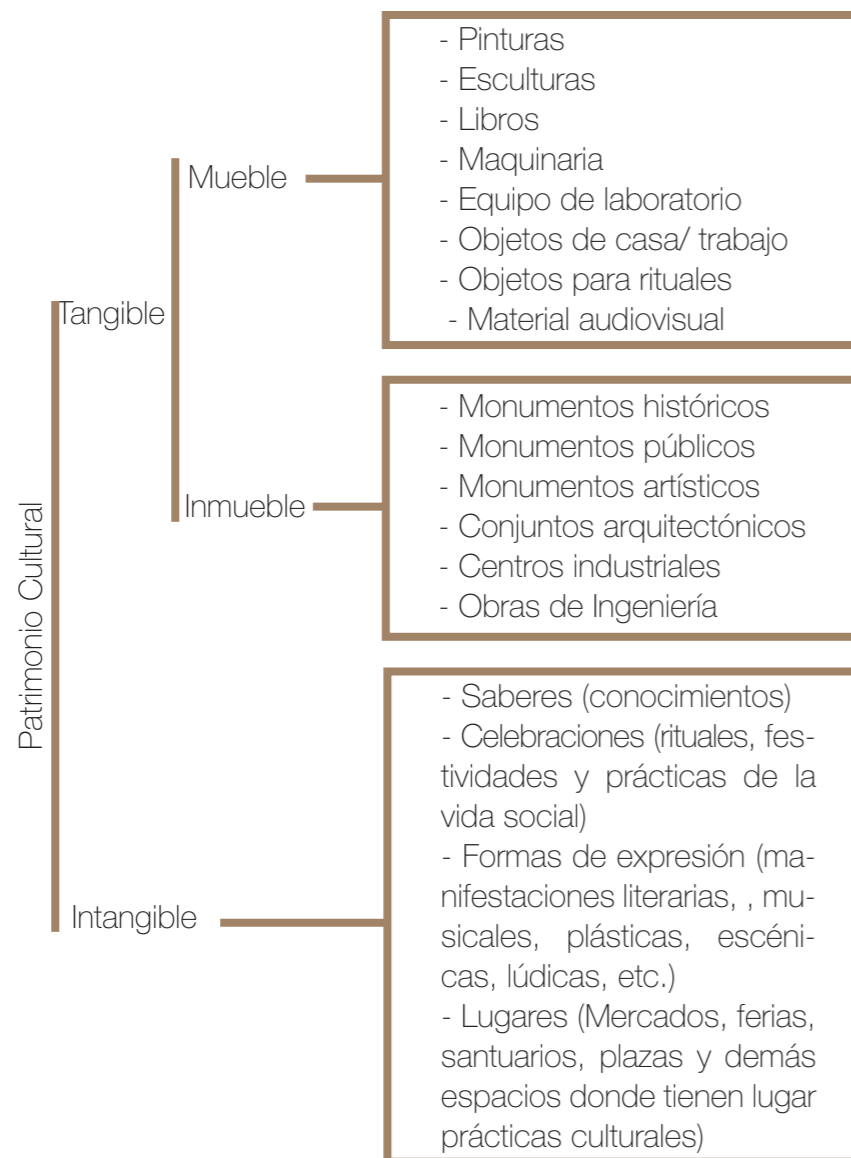 Patrimonio Cultural
Tangible
Mueble
- Pinturas
- Esculturas
- Libros
- Maquinaria
- Equipo de laboratorio
- Objetos de casa/ trabajo
- Objetos para rituales
- Material audiovisual
Inmueble
- Monumentos históricos
- Monumentos públicos
- Monumentos artísticos
- Conjuntos arquitectónicos
- Centros industriales
- Obras de Ingeniería
Intangible
- Saberes (conocimientos)
- Celebraciones (rituales, fes-
tividades y prácticas de la
vida social)
- Formas de expresión (ma-
nifestaciones literarias, , mu-
sicales, plásticas, escéni-
cas, lúdicas, etc.)
- Lugares (Mercados, ferias,
santuarios, plazas y demás
espacios donde tienen lugar
prácticas culturales)